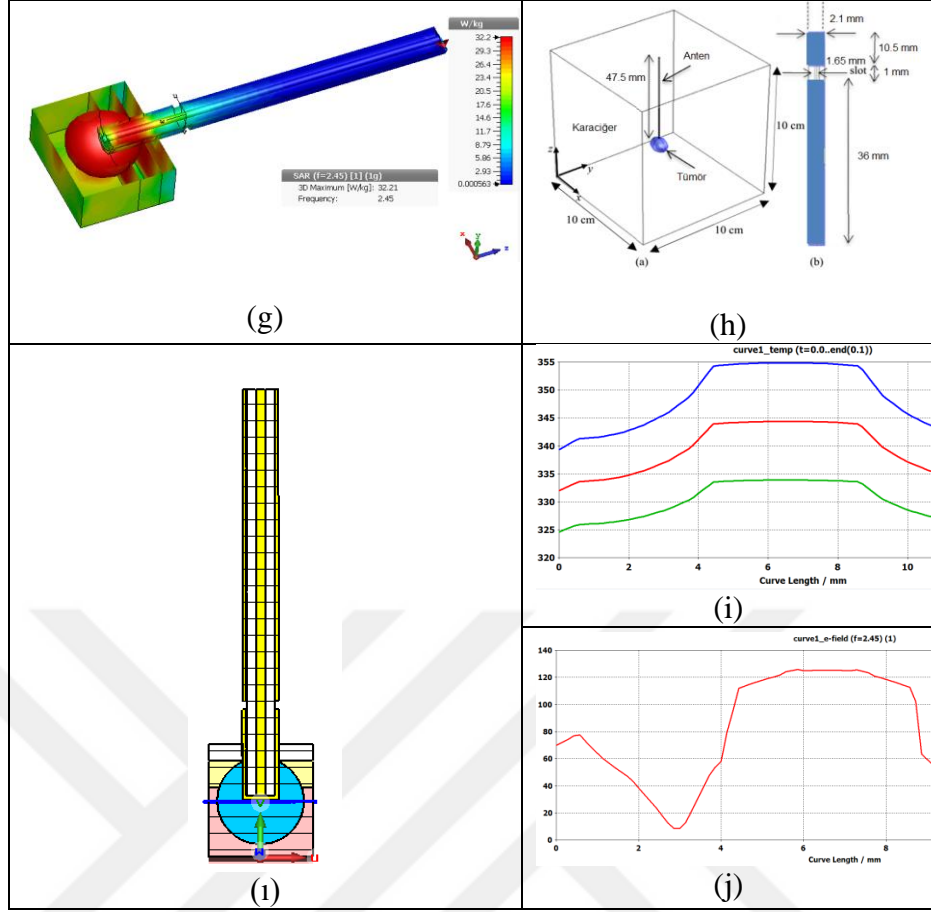 W/kg
32.2
29.3
26.4
23.4
20.5
17.6
14.6
11.7
8.79
5.86
2.93
0.000563
SAR (f=2.45) [1] (1g)
3D Maximum [W/kg]: 32.21
Frequency: 2.45
(g)
47.5 mm
Anten
Karaciğer
Tümör
z
y
x
10 cm
10 cm
10 cm
(a)
2.1 mm
10.5 mm
1.65 mm
slot
1 mm
36 mm
(b)
(h)
u
(ı)
curve1_temp (t=0.0..end(0.1))
355
350
345
340
335
330
325
320
0 2 4 6 8 10
Curve Length / mm
(i)
curve1_e-field (f=2.45) (1)
140
120
100
80
60
40
20
0
0 2 4 6 8
Curve Length / mm
(j)